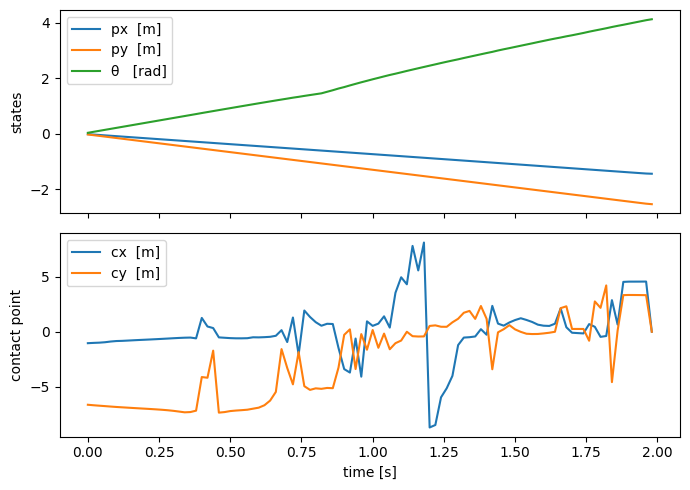 4
2
0
−2
states
px [m]
py [m]
θ [rad]
5
0
−5
contact point
cx [m]
cy [m]
0.00 0.25 0.50 0.75 1.00 1.25 1.50 1.75 2.00
time [s]